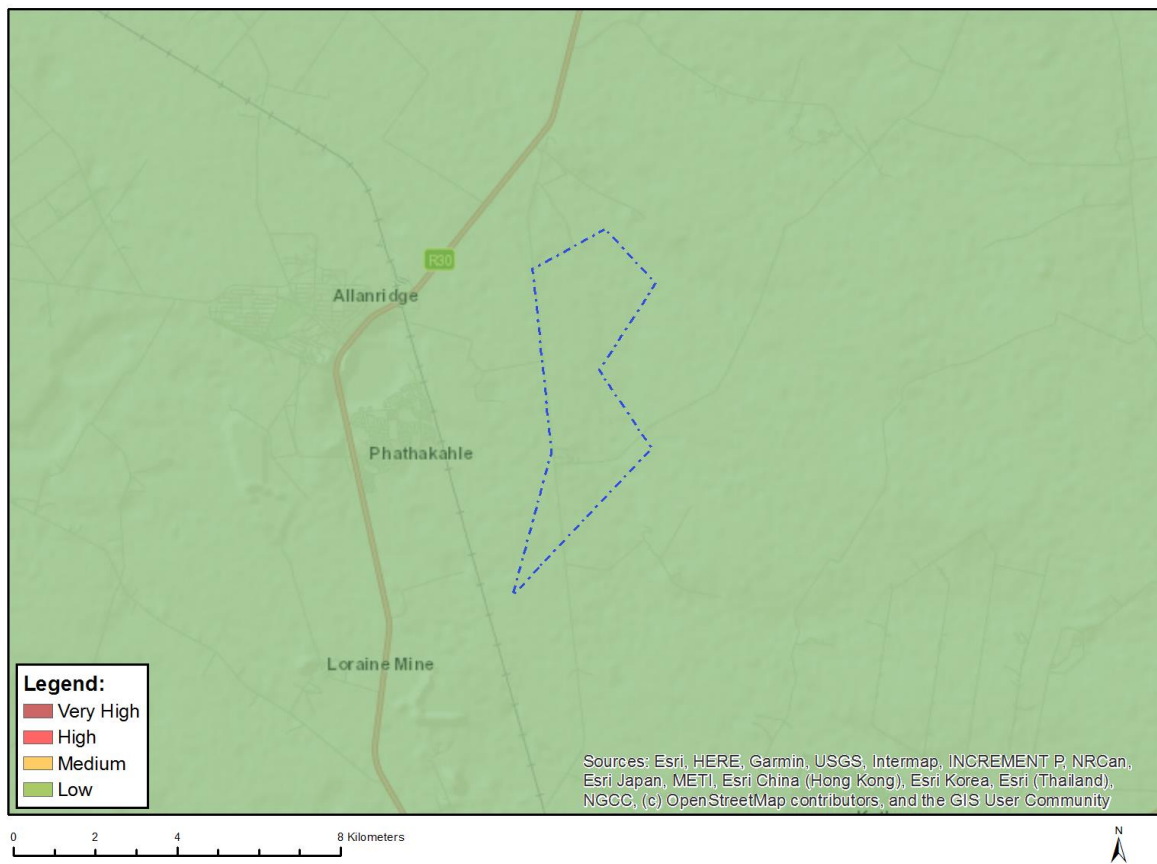 R30
Allanridge
Phathakahle
Loraine Mine
Legend:
Very High
High
Medium
Low
Sources: Esri, HERE, Garmin, USGS, Intermap, INCREMENT P, NRCan,
Esri Japan, METI, Esri China (Hong Kong), Esri Korea, Esri (Thailand),
NGCC, (c) OpenStreetMap contributors, and the GIS User Community
0 2 4 8 Kilometers
N